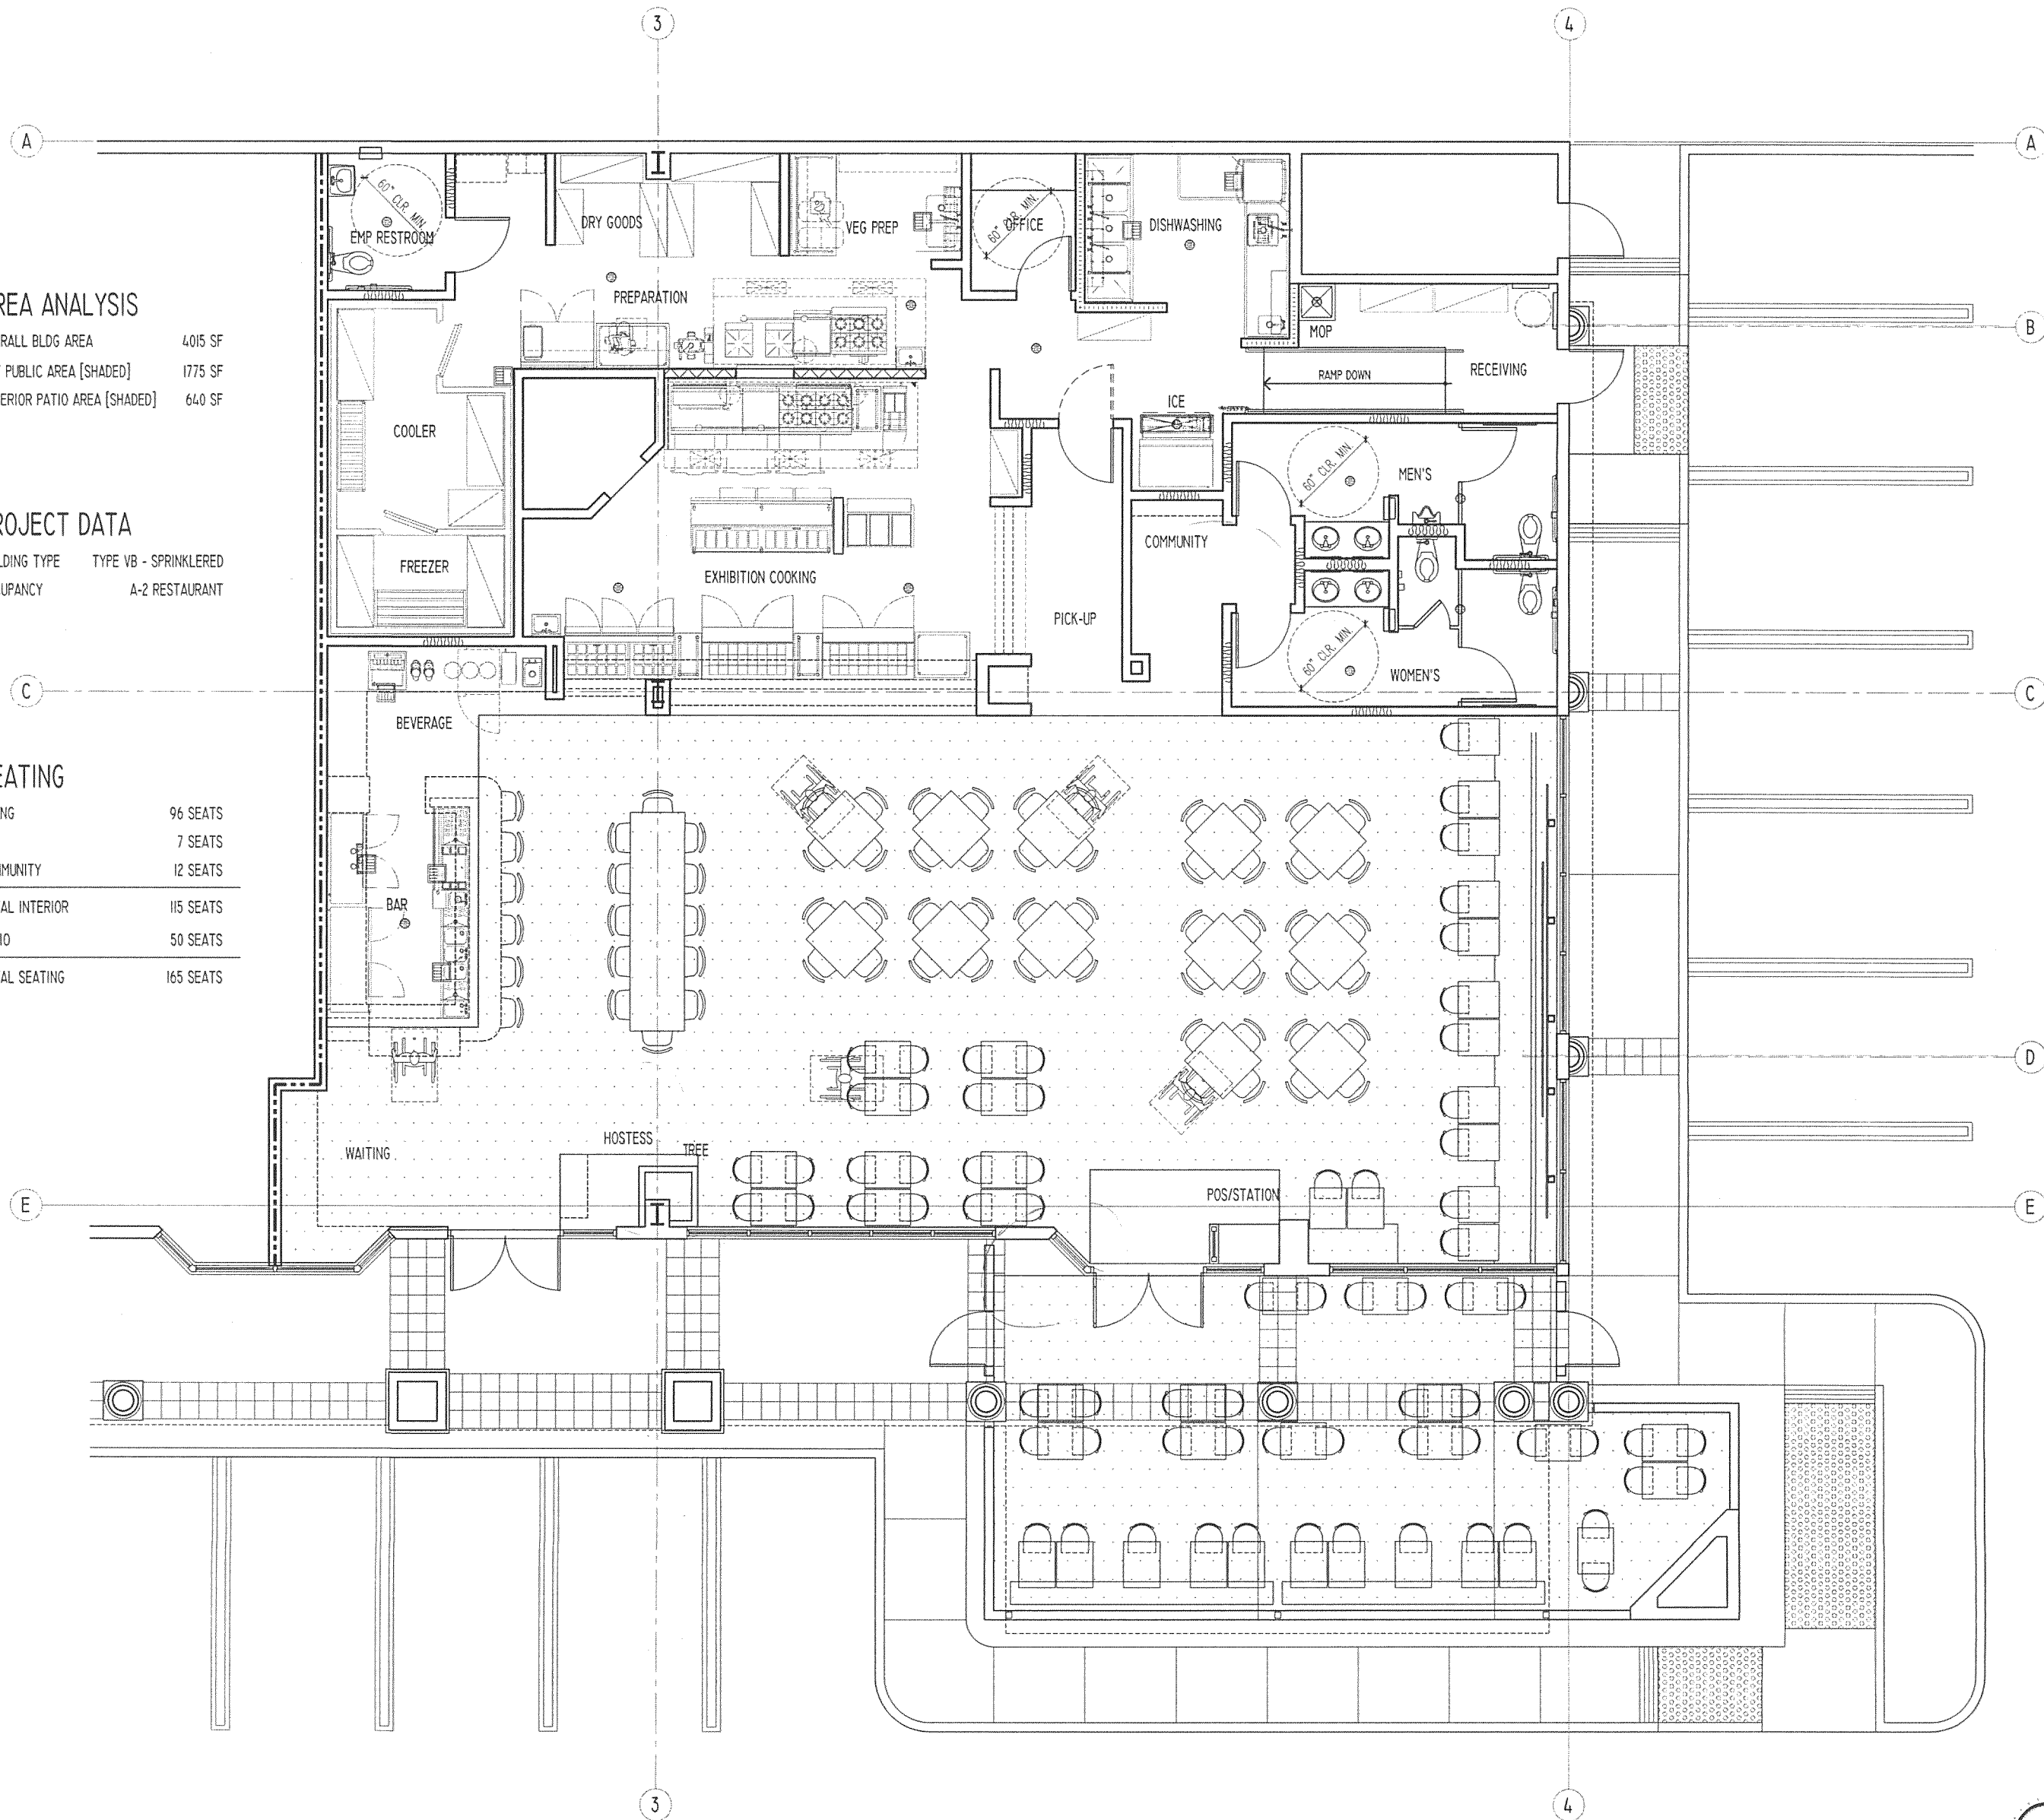 3 4
A A
60" CLR. MIN.
EMP RESTROOM
DRY GOODS
VEG PREP
60" CLR. MIN.
OFFICE
DISHWASHING
REA ANALYSIS
RALL BLDG AREA 4015 SF
PUBLIC AREA [SHADED] 1775 SF
ERIOR PATIO AREA [SHADED] 640 SF
PREPARATION
MOP
B
RAMP DOWN
RECEIVING
ICE
COOLER
60" CLR. MIN.
MEN'S
ROJECT DATA
LDING TYPE TYPE VB - SPRINKLERED
UPANCY A-2 RESTAURANT
COMMUNITY
FREEZER
EXHIBITION COOKING
PICK-UP
60" CLR. MIN.
WOMEN'S
C C
BEVERAGE
EATING
NG 96 SEATS
7 SEATS
MUNITY 12 SEATS
AL INTERIOR 115 SEATS
IO 50 SEATS
AL SEATING 165 SEATS
BAR
D
HOSTESS
TREE
WAITING
POS/STATION
E E
3 4